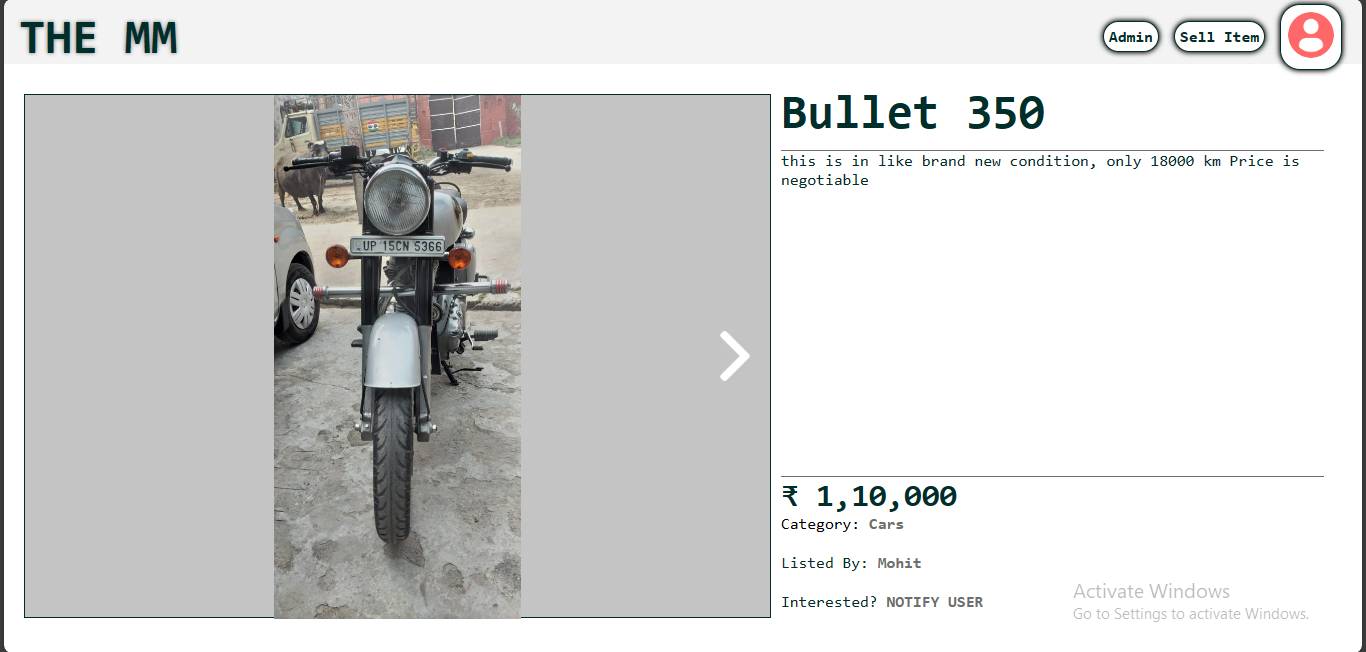 THE MM
Admin
Sell Item
Bullet 350
this is in like brand new condition, only 18000 km Price is
negotiable
UP 15CN 5366
₹ 1,10,000
Category: Cars
Listed By: Mohit
Interested? NOTIFY USER
Activate Windows
Go to Settings to activate Windows.